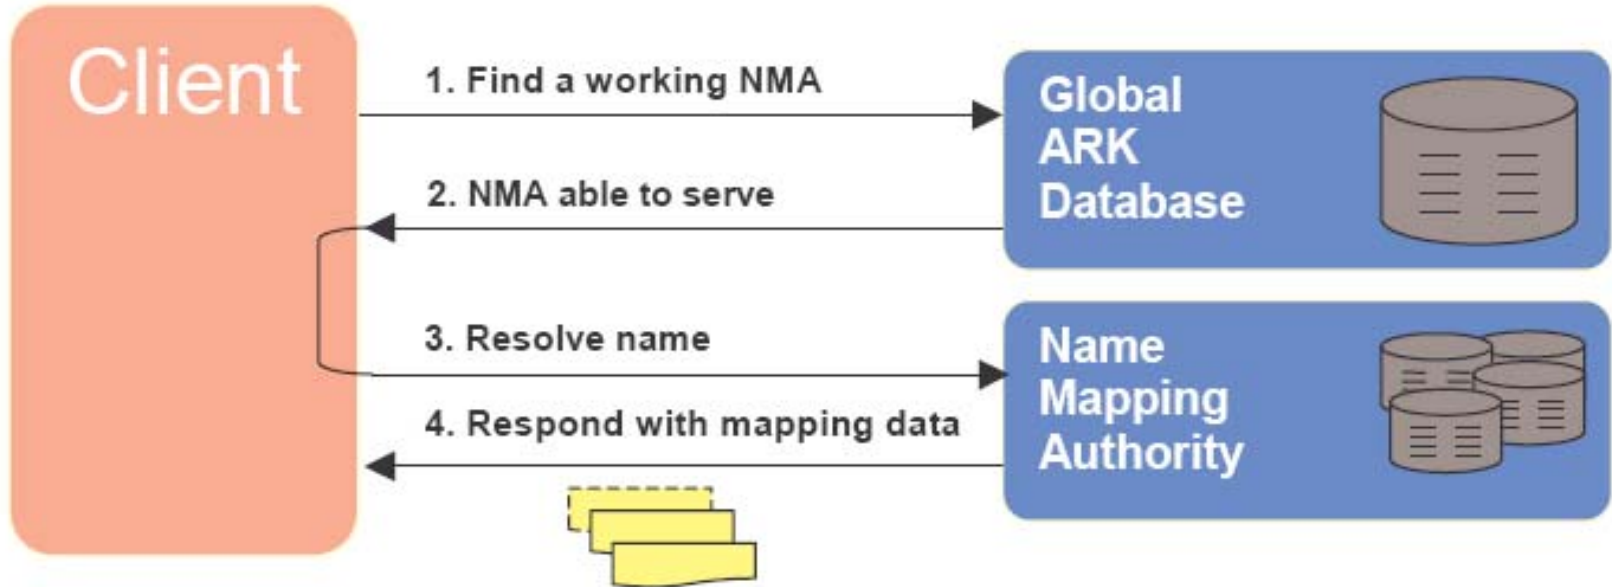 Client
1. Find a working NMA
2. NMA able to serve
3. Resolve name
4. Respond with mapping data
Global
ARK
Database
Name
Mapping
Authority